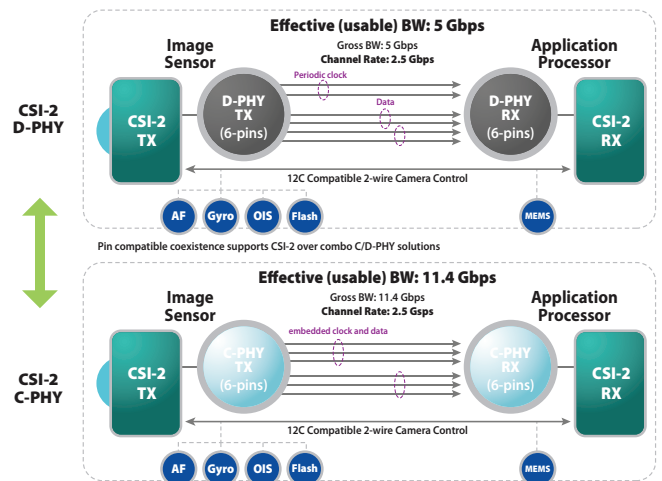 Effective (usable) BW: 5 Gbps
Gross BW: 5 Gbps
Channel Rate: 2.5 Gbps
Image
Sensor
Application
Processor
Periodic clock
Data
CSI-2
D-PHY
CSI-2
TX
D-PHY
TX
(6-pins)
D-PHY
RX
(6-pins)
CSI-2
RX
12C Compatible 2-wire Camera Control
AF
Gyro
OIS
Flash
MEMS
Pin compatible coexistence supports CSI-2 over combo C/D-PHY solutions
Effective (usable) BW: 11.4 Gbps
Gross BW: 11.4 Gbps
Channel Rate: 2.5 Gsps
Image
Sensor
Application
Processor
embedded clock and data
CSI-2
C-PHY
CSI-2
TX
C-PHY
TX
(6-pins)
C-PHY
RX
(6-pins)
CSI-2
RX
12C Compatible 2-wire Camera Control
AF
Gyro
OIS
Flash
MEMS